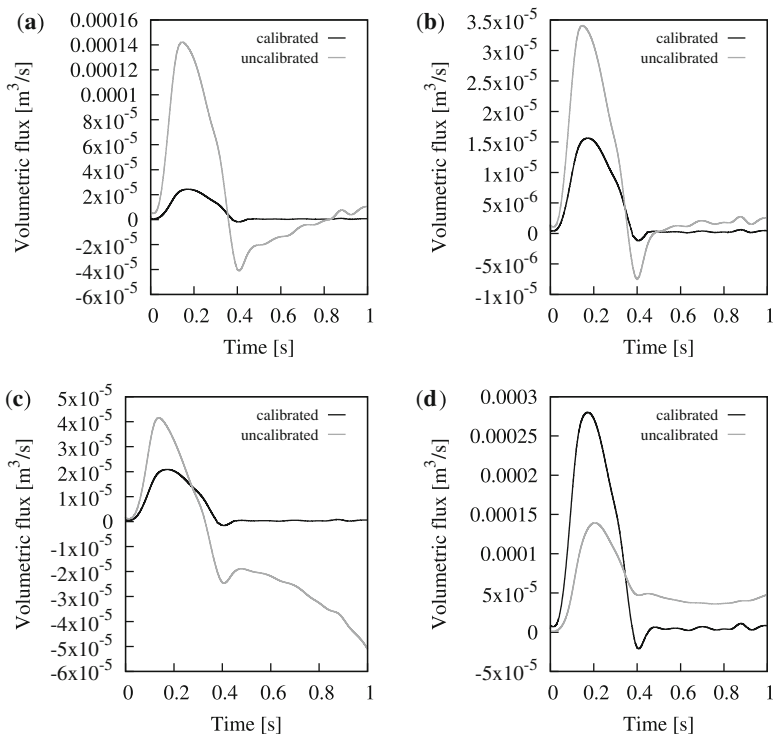 (a)
0.00016
0.00014
0.00012
0.0001
8x10⁻⁵
6x10⁻⁵
4x10⁻⁵
2x10⁻⁵
0
-2x10⁻⁵
-4x10⁻⁵
-6x10⁻⁵
Volumetric flux [m³/s]
calibrated
uncalibrated
0 0.2 0.4 0.6 0.8 1
Time [s]
(b)
3.5x10⁻⁵
3x10⁻⁵
2.5x10⁻⁵
2x10⁻⁵
1.5x10⁻⁵
1x10⁻⁵
5x10⁻⁶
0
-5x10⁻⁶
-1x10⁻⁵
Volumetric flux [m³/s]
calibrated
uncalibrated
0 0.2 0.4 0.6 0.8 1
Time [s]
(c)
5x10⁻⁵
4x10⁻⁵
3x10⁻⁵
2x10⁻⁵
1x10⁻⁵
0
-1x10⁻⁵
-2x10⁻⁵
-3x10⁻⁵
-4x10⁻⁵
-5x10⁻⁵
-6x10⁻⁵
Volumetric flux [m³/s]
calibrated
uncalibrated
0 0.2 0.4 0.6 0.8 1
Time [s]
(d)
0.0003
0.00025
0.0002
0.00015
0.0001
5x10⁻⁵
0
-5x10⁻⁵
Volumetric flux [m³/s]
calibrated
uncalibrated
0 0.2 0.4 0.6 0.8 1
Time [s]